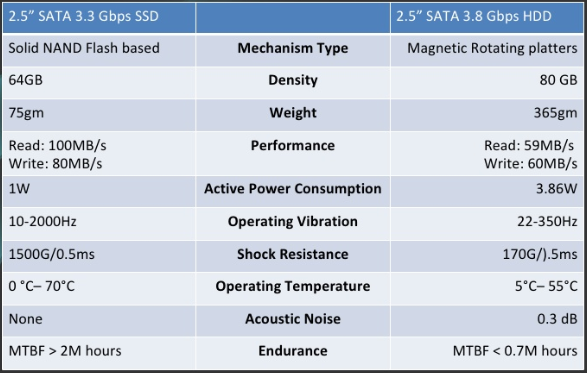 2.5” SATA 3.3 Gbps SSD 2.5” SATA 3.8 Gbps HDD
Solid NAND Flash based Mechanism Type Magnetic Rotating platters
64GB Density 80 GB
75gm Weight 365gm
Read: 100MB/s Performance Read: 59MB/s
Write: 80MB/s Write: 60MB/s
1W Active Power Consumption 3.86W
10-2000Hz Operating Vibration 22-350Hz
1500G/0.5ms Shock Resistance 170G/).5ms
0 °C– 70°C Operating Temperature 5°C– 55°C
None Acoustic Noise 0.3 dB
MTBF > 2M hours Endurance MTBF < 0.7M hours